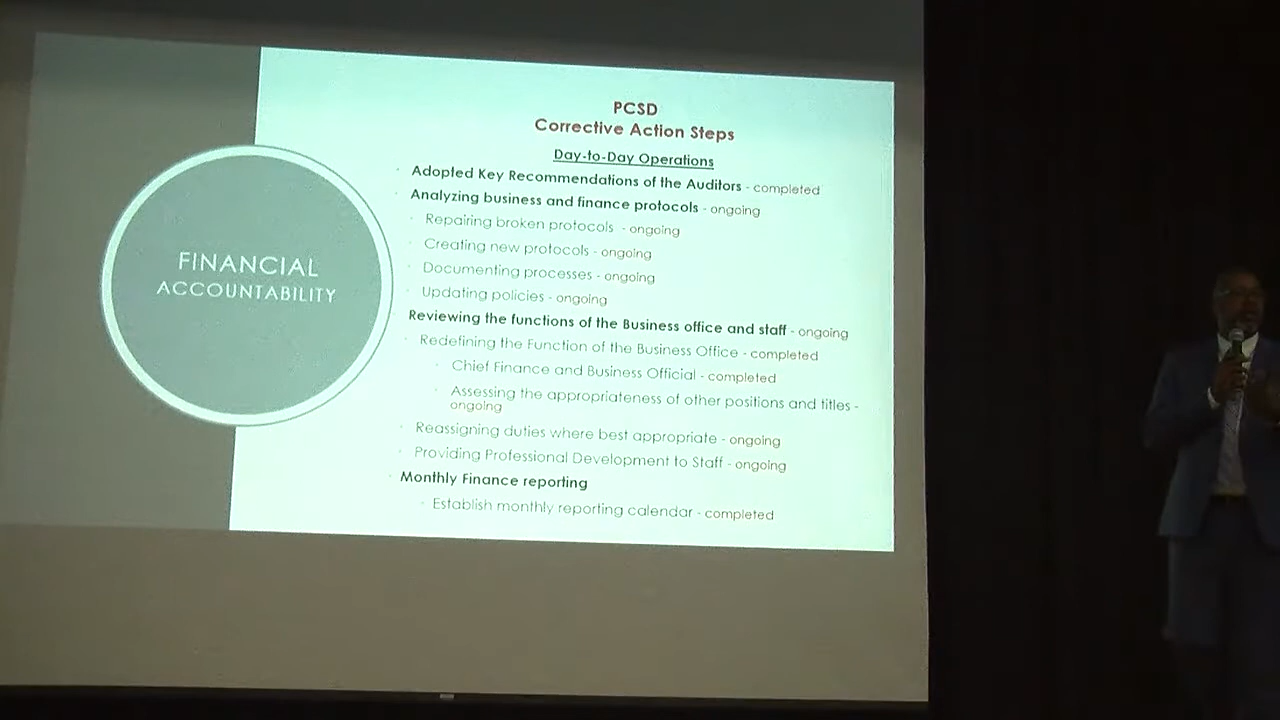 FINANCIAL
ACCOUNTABILITY
PCSD
Corrective Action Steps
Day-to-Day Operations
Adopted Key Recommendations of the Auditors - completed
Analyzing business and finance protocols - ongoing
Repairing broken protocols - ongoing
Creating new protocols - ongoing
Documenting processes - ongoing
Updating policies - ongoing
Reviewing the functions of the Business office and staff - ongoing
Redefining the Function of the Business Office - completed
Chief Finance and Business Official - completed
Assessing the appropriateness of other positions and titles -
ongoing
Reassigning duties where best appropriate - ongoing
Providing Professional Development to Staff - ongoing
Monthly Finance reporting
Establish monthly reporting calendar - completed